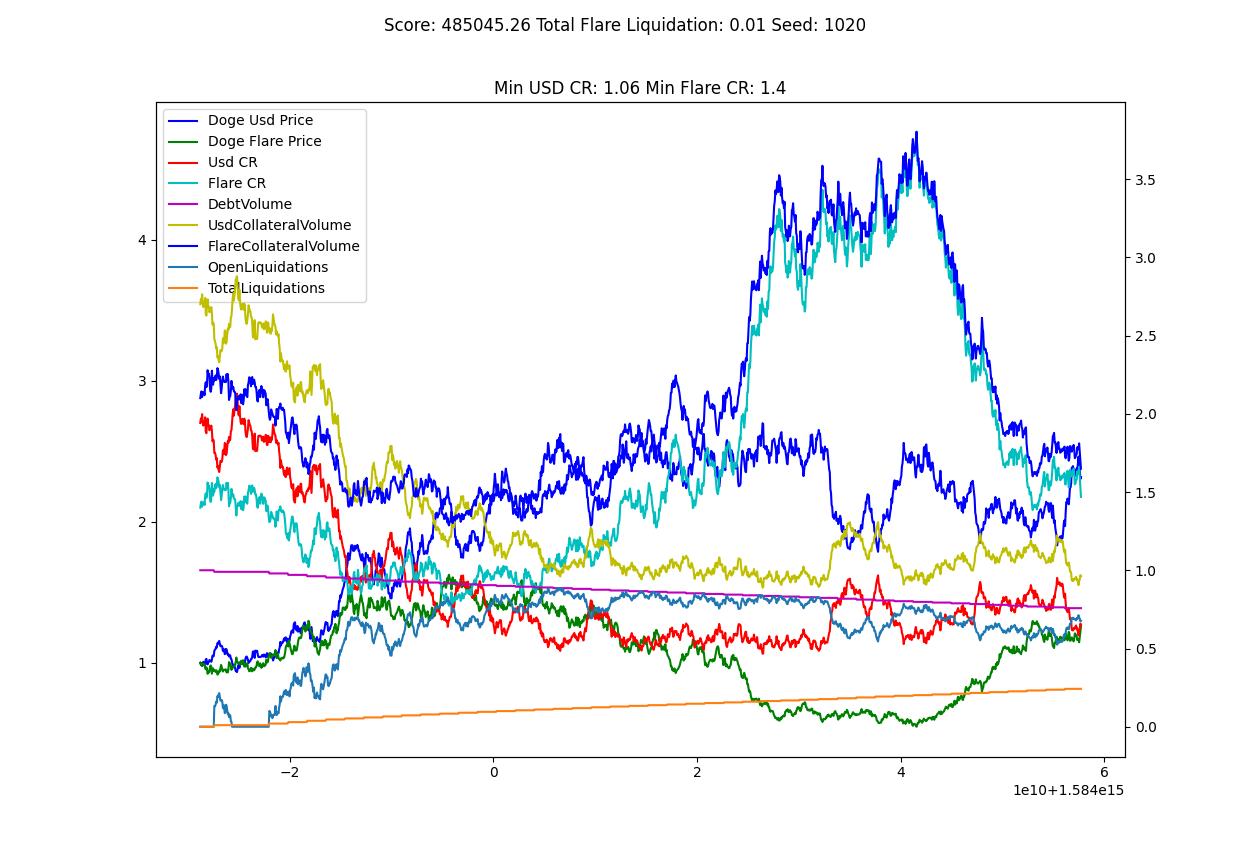 Score: 485045.26 Total Flare Liquidation: 0.01 Seed: 1020
Min USD CR: 1.06 Min Flare CR: 1.4
Doge Usd Price
Doge Flare Price
Usd CR
Flare CR
DebtVolume
UsdCollateralVolume
FlareCollateralVolume
OpenLiquidations
TotalLiquidations
4
3
2
1
3.5
3.0
2.5
2.0
1.5
1.0
0.5
0.0
−2 0 2 4 6
1e10+1.584e15